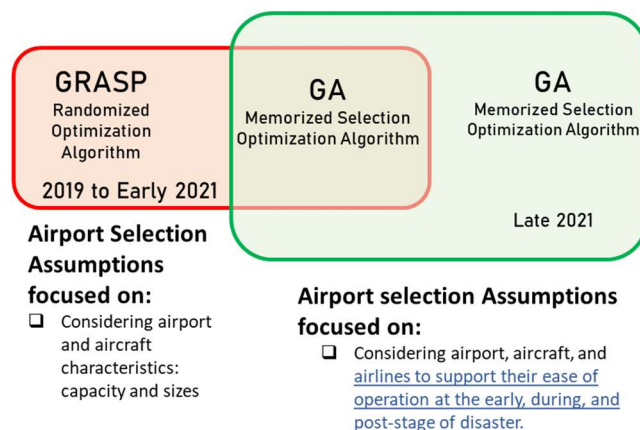 GRASP
Randomized
Optimization
Algorithm
2019 to Early 2021
GA
Memorized Selection
Optimization Algorithm
GA
Memorized Selection
Optimization Algorithm
Late 2021
Airport Selection
Assumptions
focused on:
❑ Considering airport
and aircraft
characteristics:
capacity and sizes
Airport selection Assumptions
focused on:
❑ Considering airport, aircraft, and
airlines to support their ease of
operation at the early, during, and
post-stage of disaster.